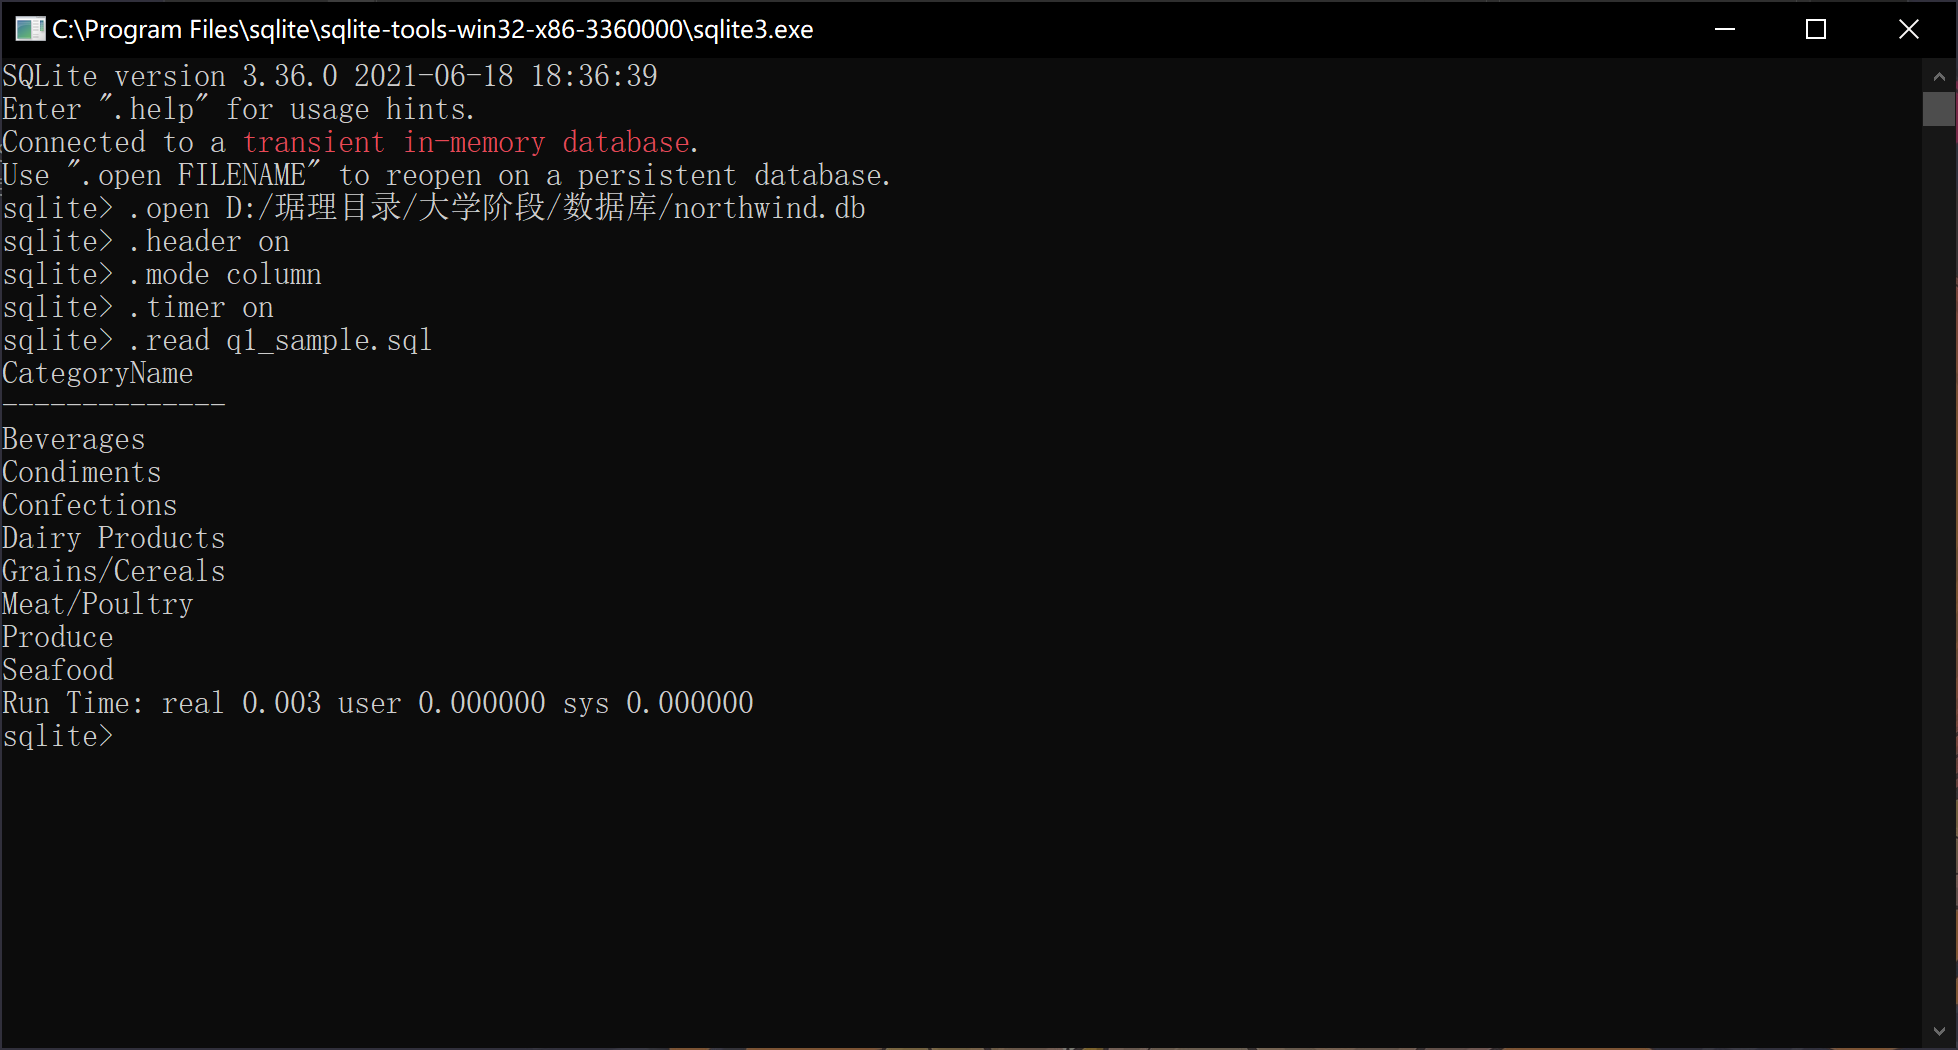 C:\Program Files\sqlite\sqlite-tools-win32-x86-3360000\sqlite3.exe
SQLite version 3.36.0 2021-06-18 18:36:39
Enter ".help" for usage hints.
Connected to a transient in-memory database.
Use ".open FILENAME" to reopen on a persistent database.
sqlite> .open D:/琚理目录/大学阶段/数据库/northwind.db
sqlite> .header on
sqlite> .mode column
sqlite> .timer on
sqlite> .read q1_sample.sql
CategoryName
--------------
Beverages
Condiments
Confections
Dairy Products
Grains/Cereals
Meat/Poultry
Produce
Seafood
Run Time: real 0.003 user 0.000000 sys 0.000000
sqlite>